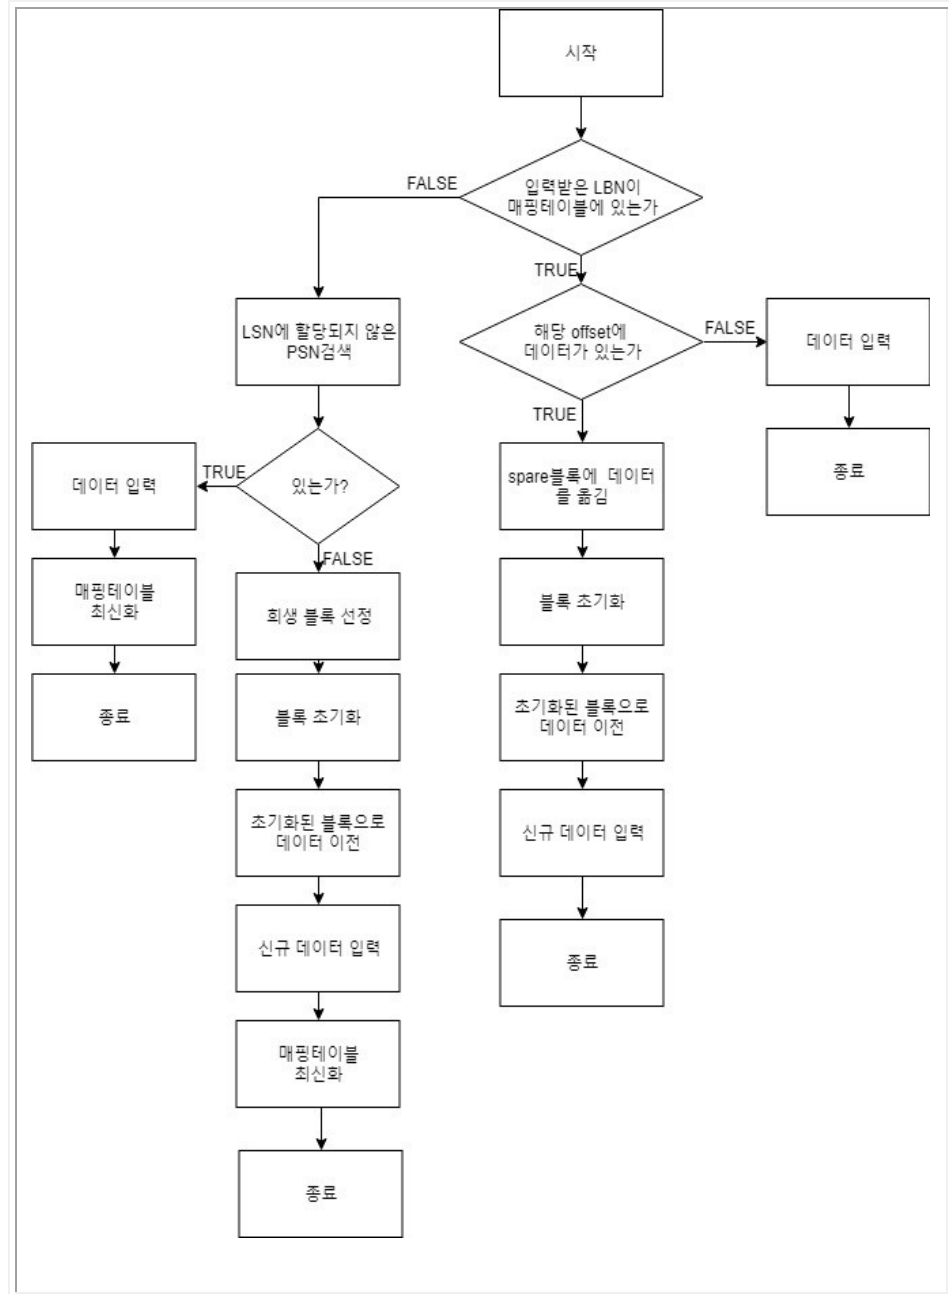 시작
입력받은 LBN이
매핑테이블에 있는가
FALSE
TRUE
LSN에 할당되지 않은
PSN검색
해당 offset에
데이터가 있는가
FALSE
데이터 입력
종료
TRUE
있는가?
TRUE
데이터 입력
매핑테이블
최신화
종료
FALSE
희생 블록 선정
블록 초기화
초기화된 블록으로
데이터 이전
신규 데이터 입력
매핑테이블
최신화
종료
spare블록에 데이터
를 옮김
블록 초기화
초기화된 블록으로
데이터 이전
신규 데이터 입력
종료